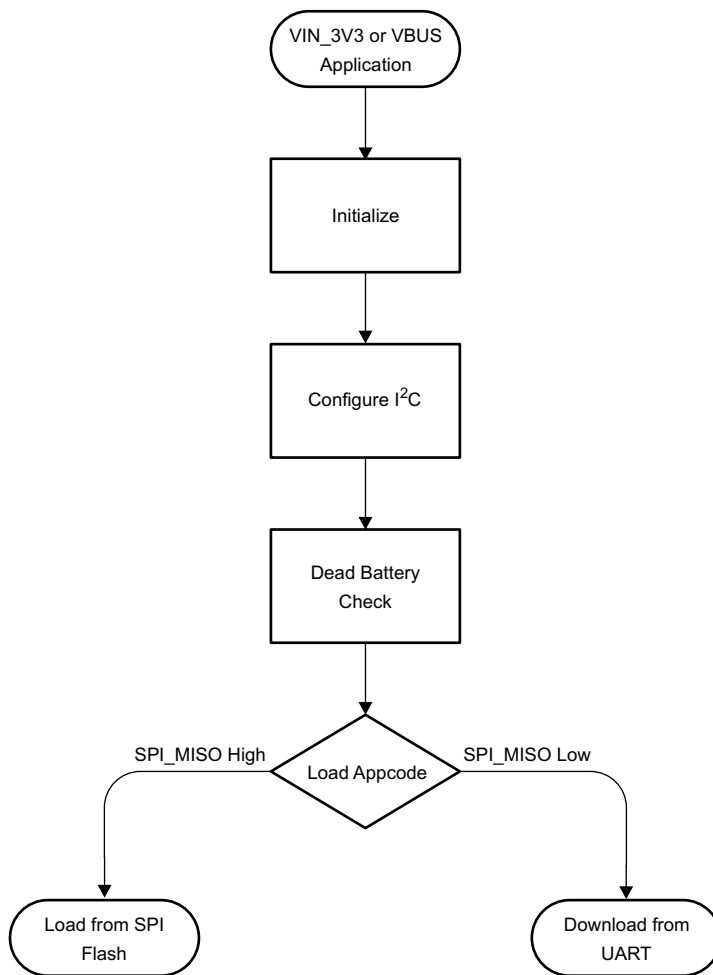 VIN_3V3 or VBUS
Application
Initialize
Configure I²C
Dead Battery
Check
SPI_MISO High
SPI_MISO Low
Load Appcode
Load from SPI
Flash
Download from
UART